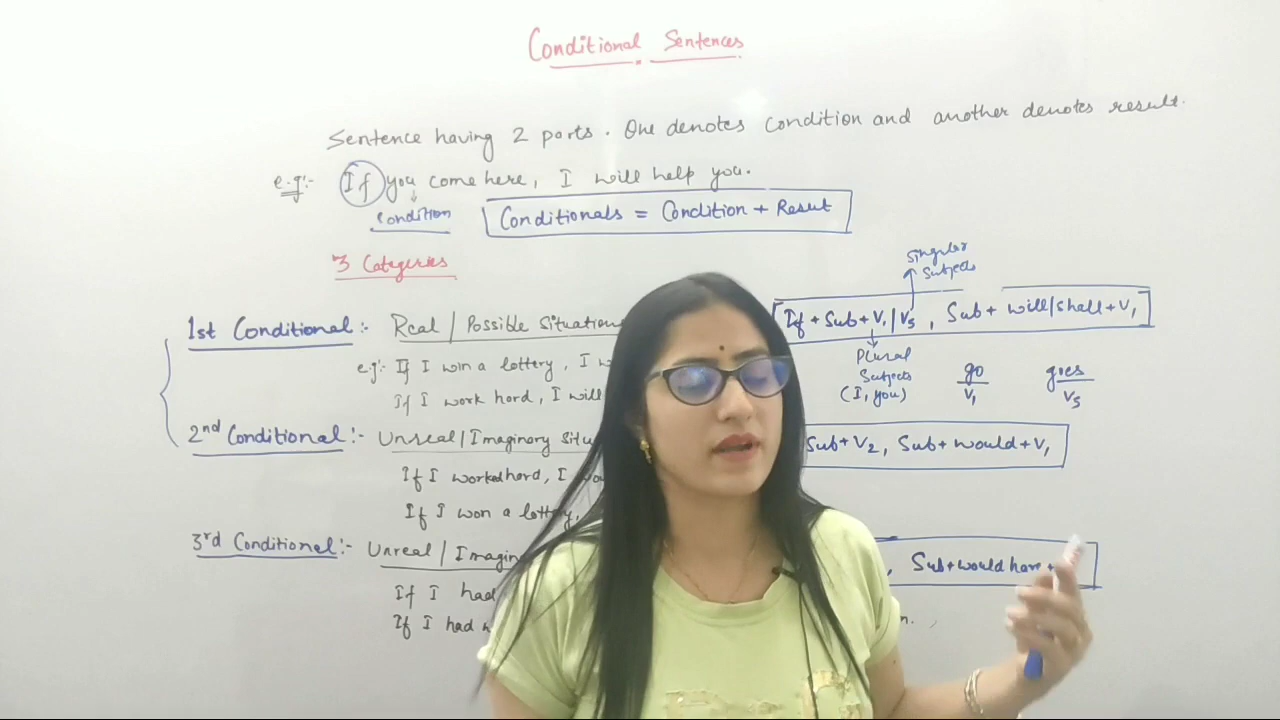 Conditional Sentences
Sentence having 2 parts. One denotes condition and another denotes result.
e.g:- If you come here, I will help you.
Condition
Conditionals = Condition + Result
3 Categories
Singular
Subjects
1st Conditional:- Real / Possible Situation
If + Sub + V1 / V5 , Sub + will/shall + V1
Plural
Subjects
(I, you)
go
V1
goes
V5
e.g:- If I win a lottery, I
If I work hard, I will
2nd Conditional:- Unreal / Imaginary
Sub + V2, Sub + would + V1
If I worked hard, I
If I won a lottery,
3rd Conditional:- Unreal /
, Sub + would have +
If I had
If I had